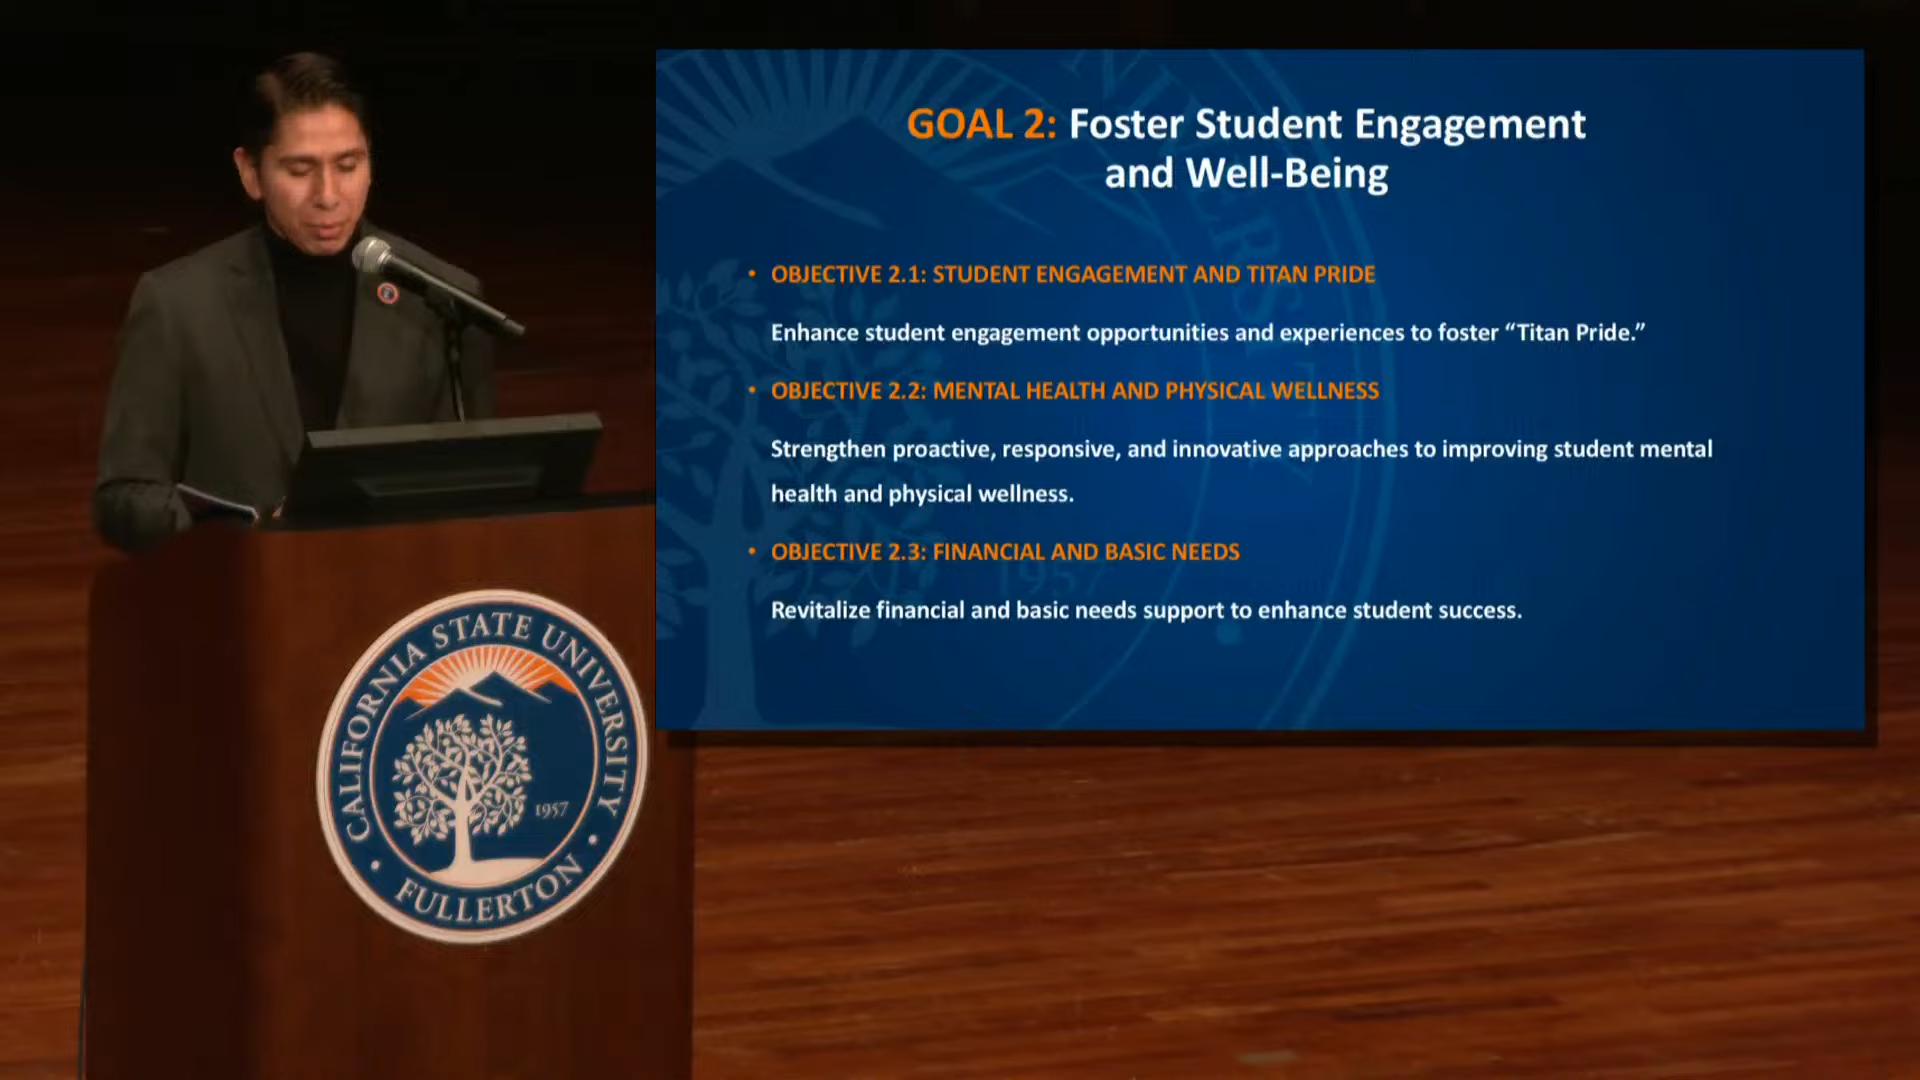 GOAL 2: Foster Student Engagement
and Well-Being
• OBJECTIVE 2.1: STUDENT ENGAGEMENT AND TITAN PRIDE
Enhance student engagement opportunities and experiences to foster “Titan Pride.”
• OBJECTIVE 2.2: MENTAL HEALTH AND PHYSICAL WELLNESS
Strengthen proactive, responsive, and innovative approaches to improving student mental
health and physical wellness.
• OBJECTIVE 2.3: FINANCIAL AND BASIC NEEDS
Revitalize financial and basic needs support to enhance student success.
1957
CALIFORNIA STATE UNIVERSITY
1957
FULLERTON